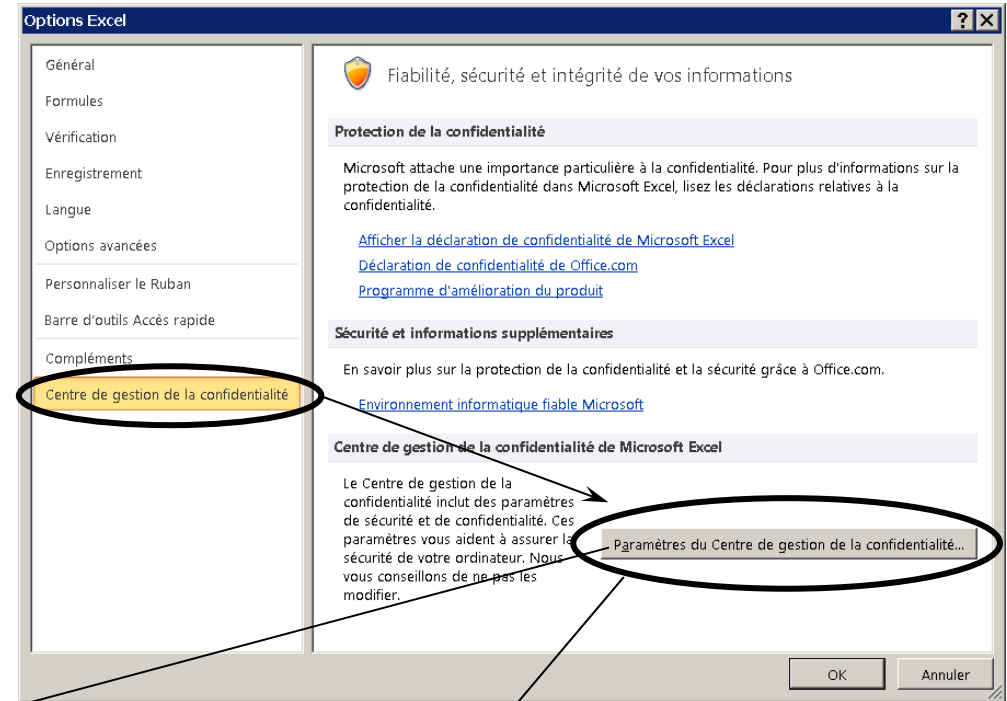 Options Excel
Général
Formules
Vérification
Enregistrement
Langue
Options avancées
Personnaliser le Ruban
Barre d'outils Accès rapide
Compléments
Centre de gestion de la confidentialité
Fiabilité, sécurité et intégrité de vos informations
Protection de la confidentialité
Microsoft attache une importance particulière à la confidentialité. Pour plus d'informations sur la
protection de la confidentialité dans Microsoft Excel, lisez les déclarations relatives à la
confidentialité.
Afficher la déclaration de confidentialité de Microsoft Excel
Déclaration de confidentialité de Office.com
Programme d'amélioration du produit
Sécurité et informations supplémentaires
En savoir plus sur la protection de la confidentialité et la sécurité grâce à Office.com.
Environnement informatique fiable Microsoft
Centre de gestion de la confidentialité de Microsoft Excel
Le Centre de gestion de la
confidentialité inclut des paramètres
de sécurité et de confidentialité. Ces
paramètres vous aident à assurer la
sécurité de votre ordinateur. Nous
vous conseillons de ne pas les
modifier.
Paramètres du Centre de gestion de la confidentialité...
OK
Annuler